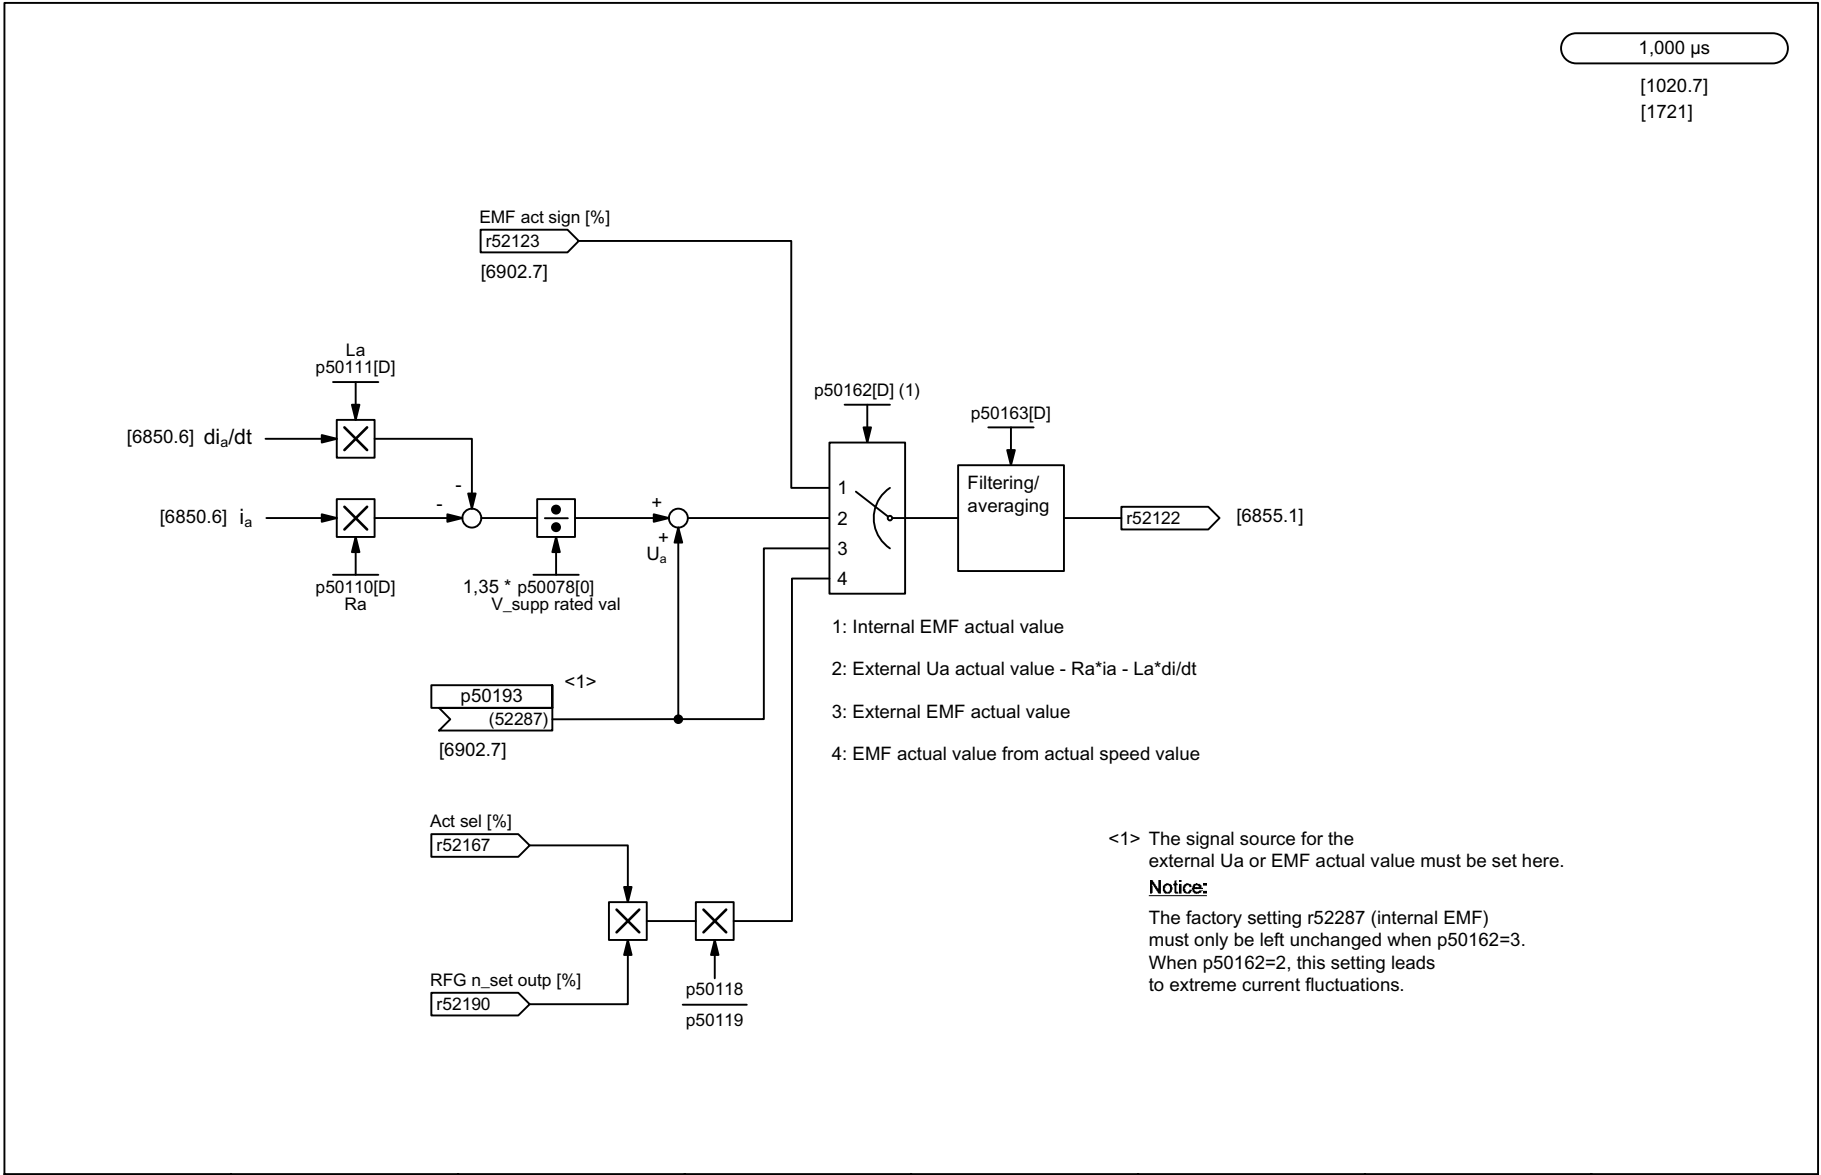 1,000 µs
[1020.7]
[1721]
EMF act sign [%]
r52123
[6902.7]
La
p50111[D]
[6850.6] dia/dt
[6850.6] ia
p50110[D]
Ra
-
-
1,35 * p50078[0]
V_supp rated val
+
+
Ua
p50162[D] (1)
1
2
3
4
p50163[D]
Filtering/
averaging
r52122
[6855.1]
1: Internal EMF actual value
2: External Ua actual value - Ra*ia - La*di/dt
3: External EMF actual value
4: EMF actual value from actual speed value
p50193
<1>
(52287)
[6902.7]
Act sel [%]
r52167
RFG n_set outp [%]
r52190
p50118
p50119
<1> The signal source for the
external Ua or EMF actual value must be set here.
Notice:
The factory setting r52287 (internal EMF)
must only be left unchanged when p50162=3.
When p50162=2, this setting leads
to extreme current fluctuations.